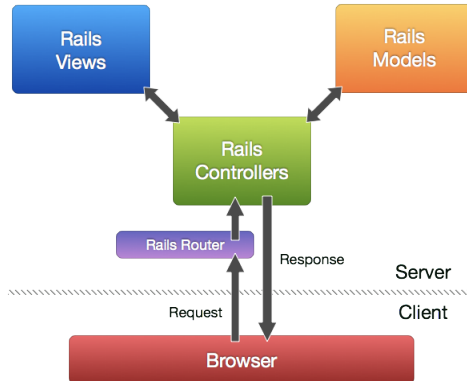 Rails
Views
Rails
Models
Rails
Controllers
Rails Router
Response
Server
Request
Client
Browser